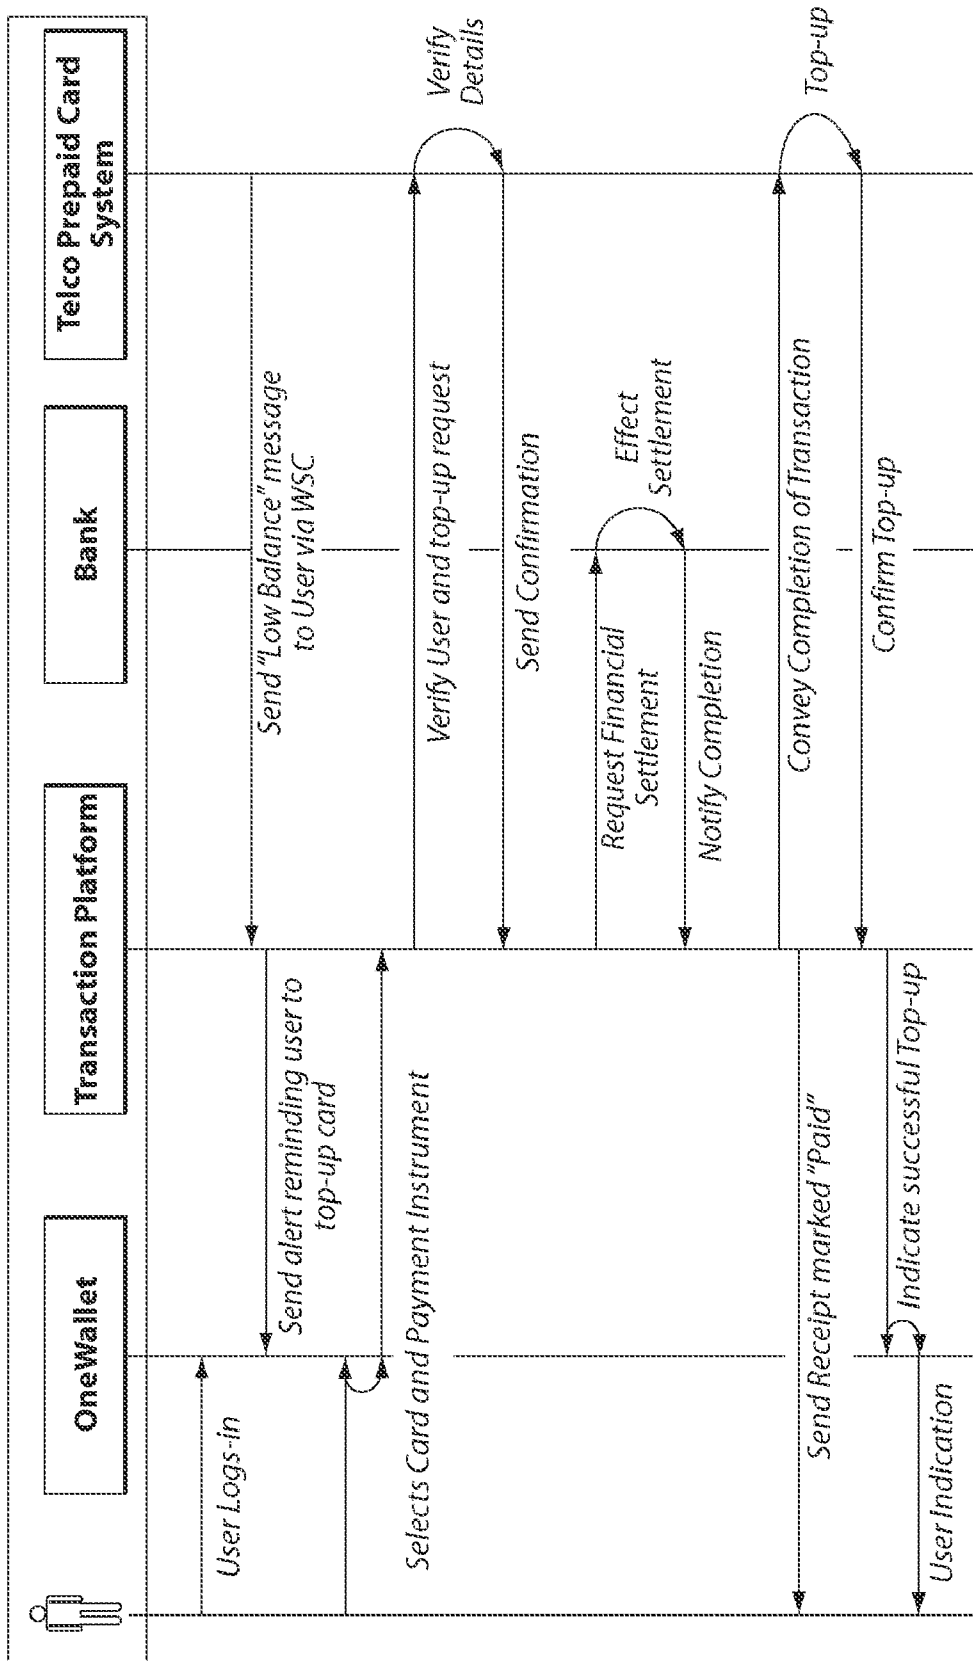 OneWallet
Transaction Platform
Bank
Telco Prepaid Card
System
User Logs-in
Send "Low Balance" message
to User via WSC
Send alert reminding user to
top-up card
Selects Card and Payment Instrument
Verify User and top-up request
Verify
Details
Send Confirmation
Request Financial
Settlement
Effect
Settlement
Notify Completion
Convey Completion of Transaction
Top-up
Send Receipt marked "Paid"
Confirm Top-up
Indicate successful Top-up
User Indication